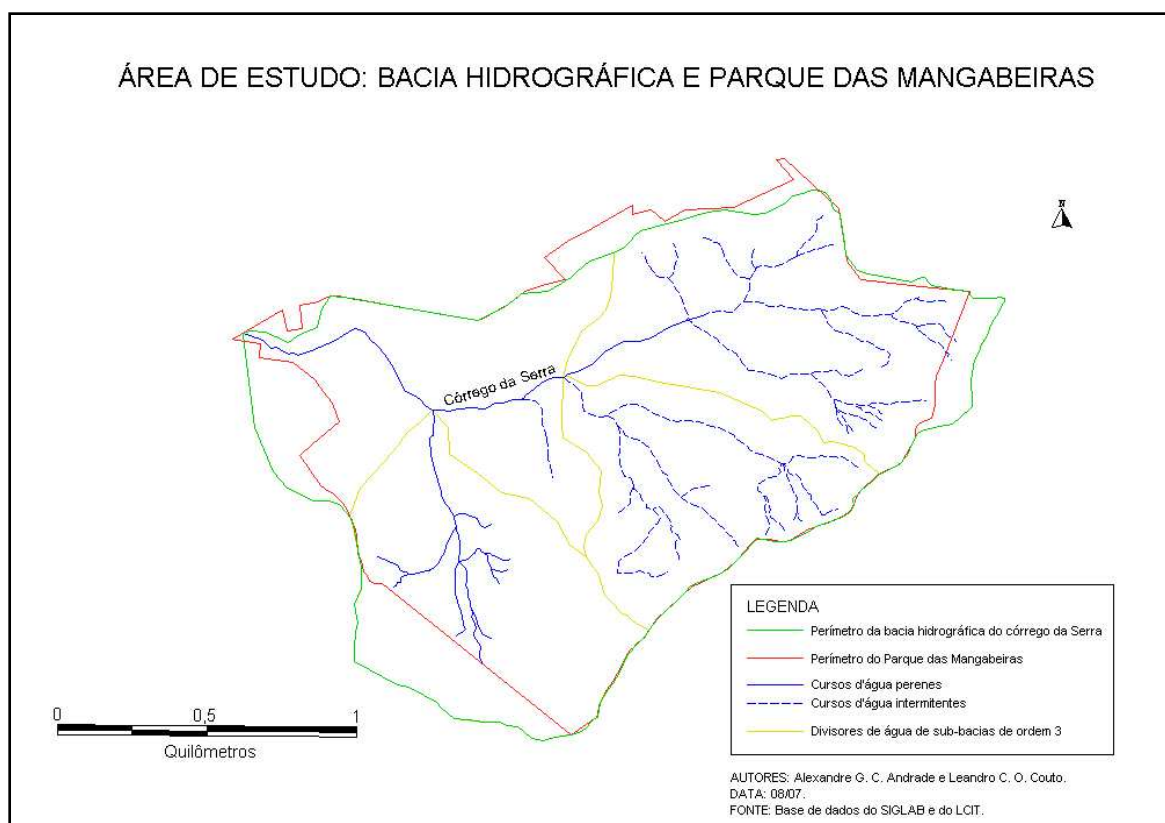 ÁREA DE ESTUDO: BACIA HIDROGRÁFICA E PARQUE DAS MANGABEIRAS
N
Córrego da Serra
LEGENDA
Perímetro da bacia hidrográfica do córrego da Serra
Perímetro do Parque das Mangabeiras
Cursos d'água perenes
Cursos d'água intermitentes
Divisores de água de sub-bacias de ordem 3
0 0,5 1
Quilômetros
AUTORES: Alexandre G. C. Andrade e Leandro C. O. Couto.
DATA: 08/07.
FONTE: Base de dados do SIGLAB e do LCIT.